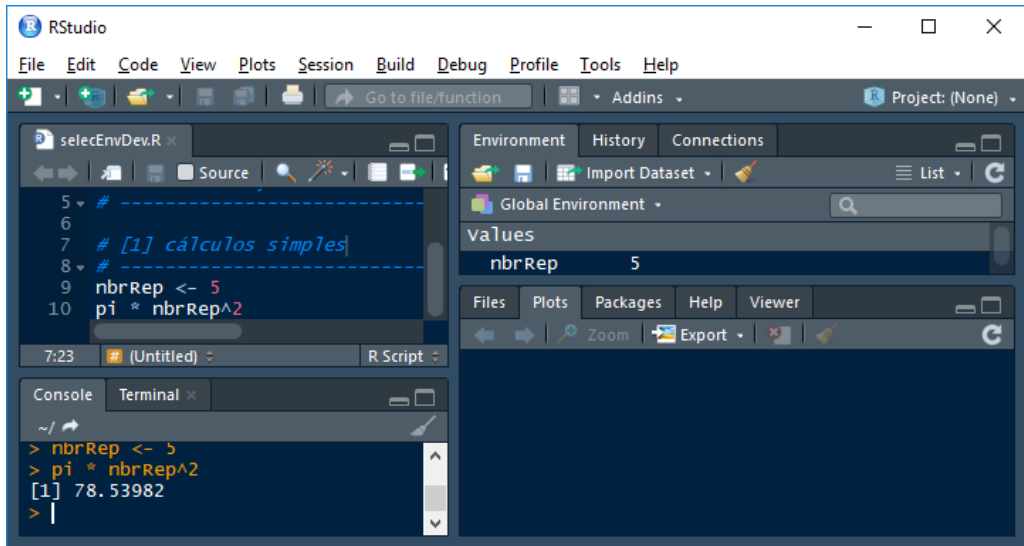 RStudio
File Edit Code View Plots Session Build Debug Profile Tools Help
Go to file/function Addins Project: (None)
selecEnvDev.R
Source
5 # ----------------------------
6
7 # [1] cálculos simples
8 # ----------------------------
9 nbrRep <- 5
10 pi * nbrRep^2
7:23 # (Untitled) R Script
Console Terminal
~/
> nbrRep <- 5
> pi * nbrRep^2
[1] 78.53982
>
Environment History Connections
Import Dataset List
Global Environment
Values
nbrRep 5
Files Plots Packages Help Viewer
Zoom Export